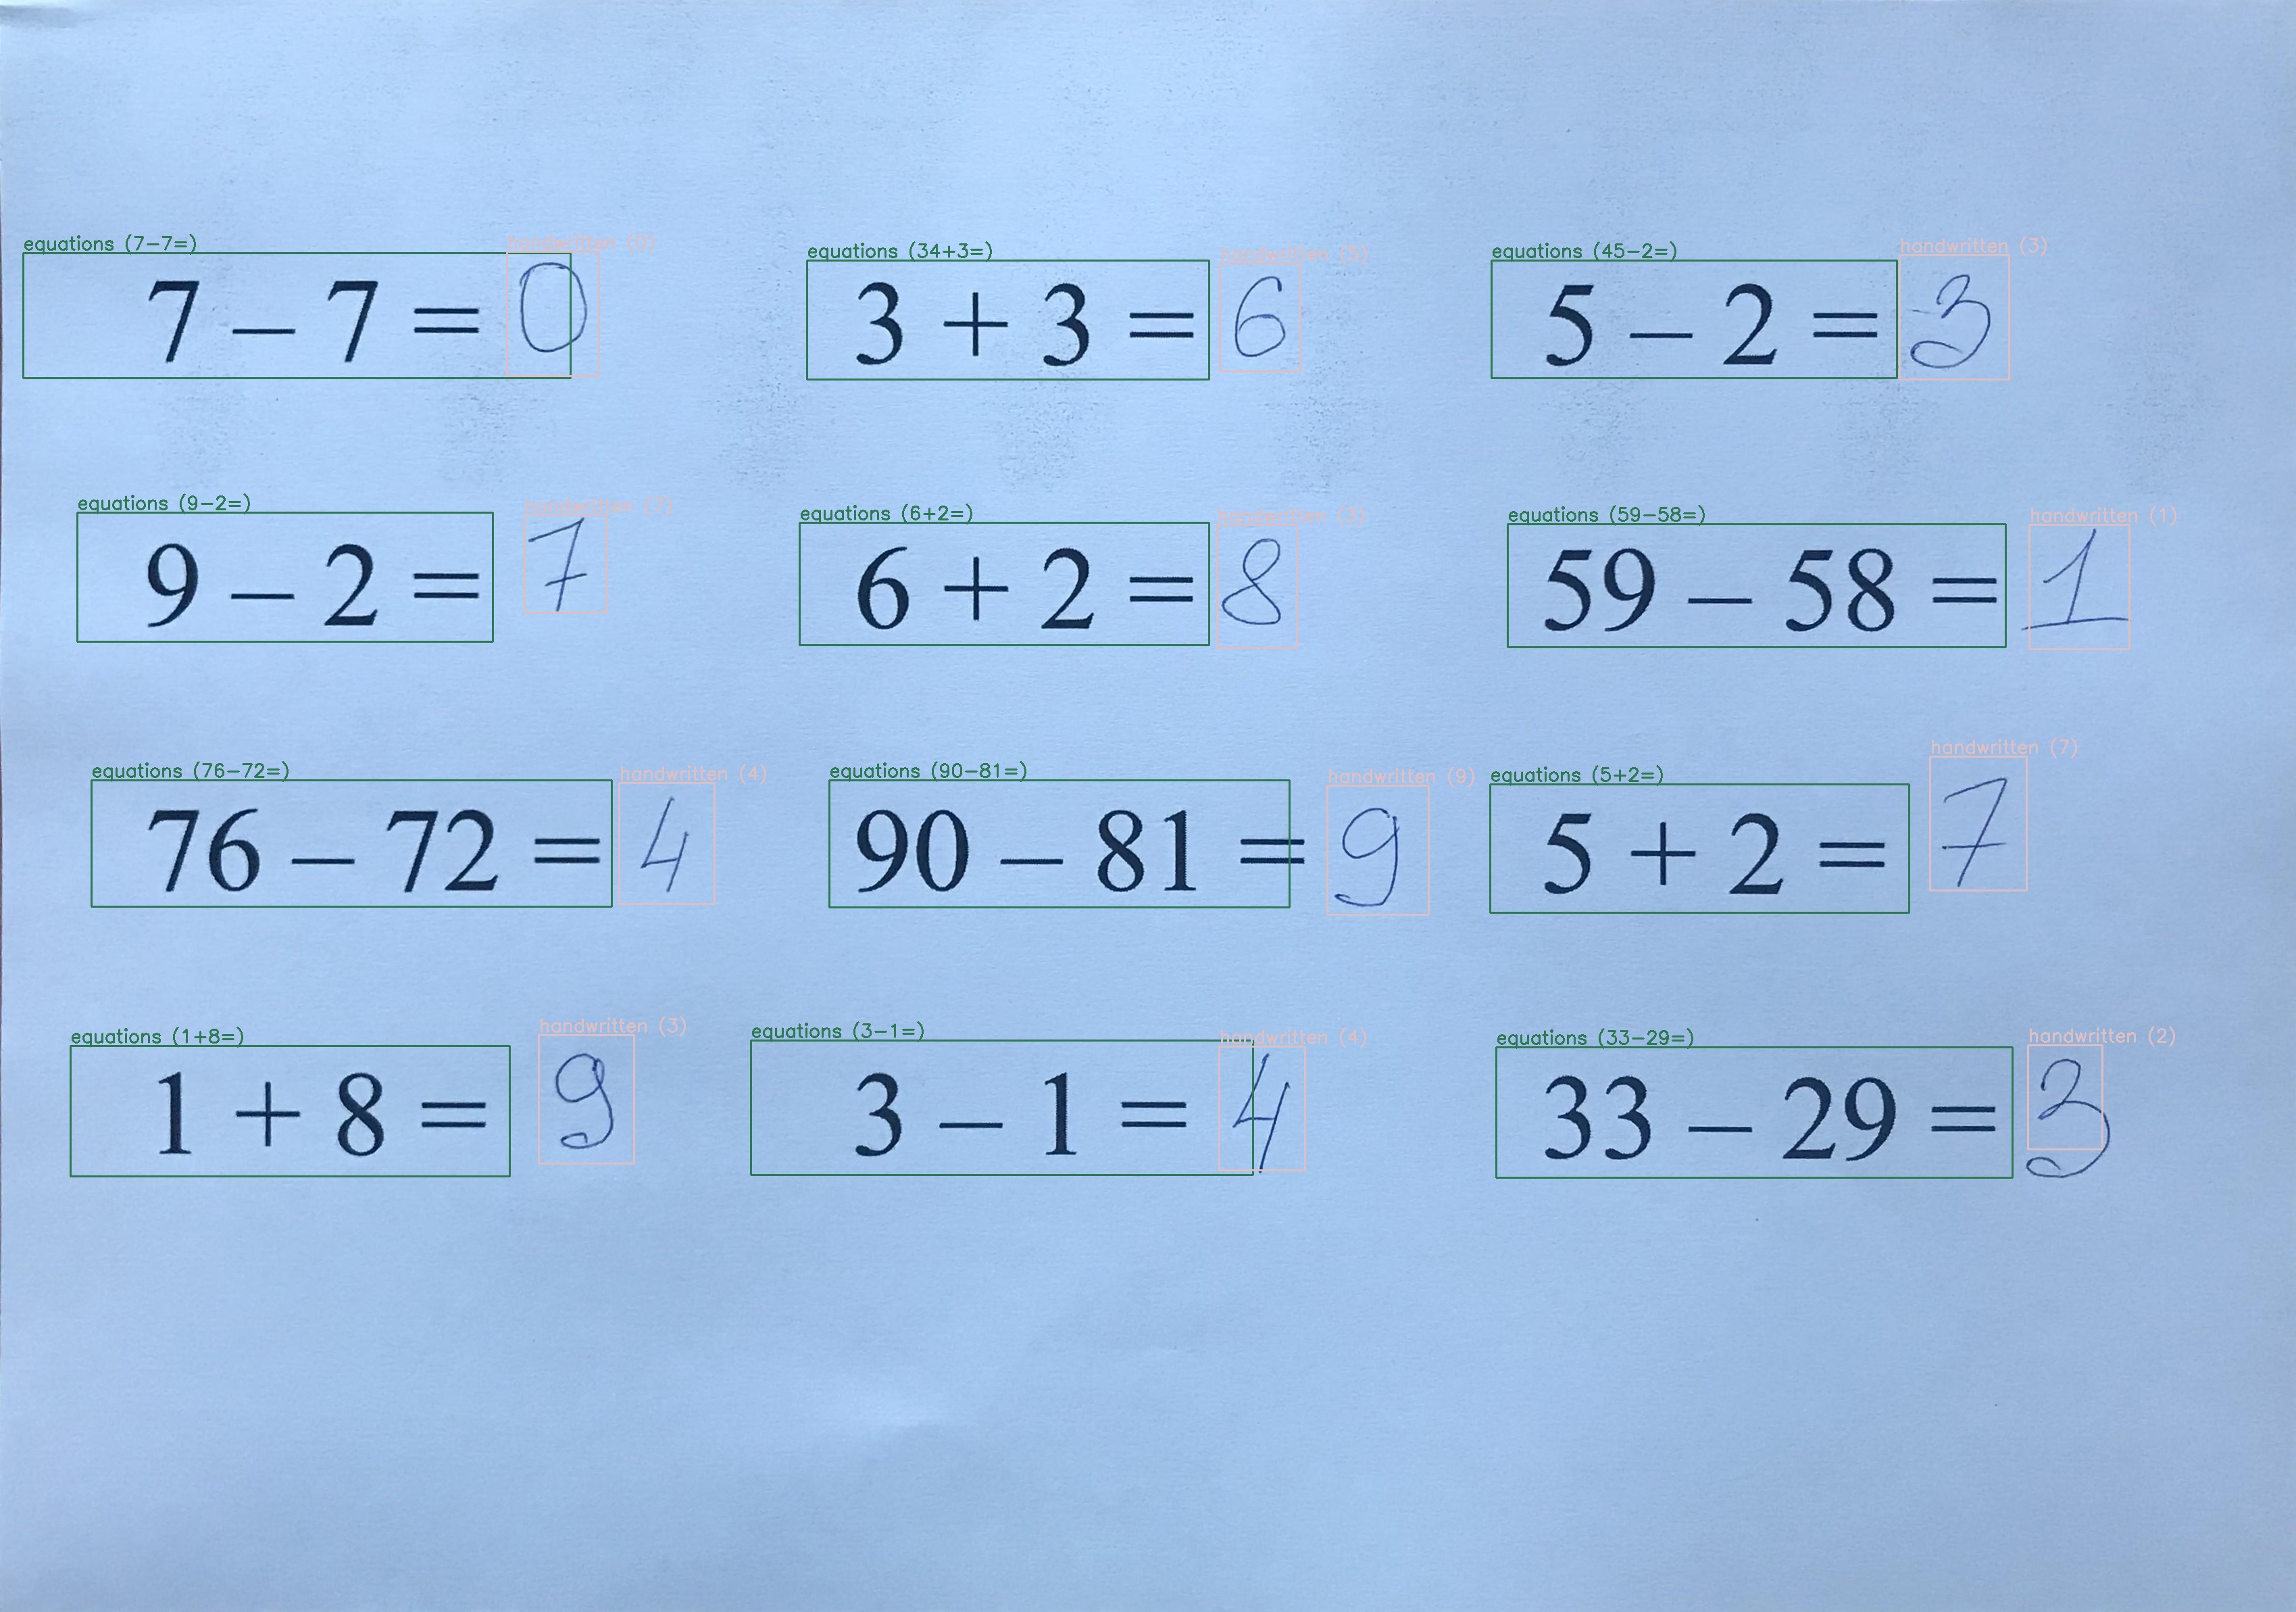 equations (7-7=) handwritten (0) equations (34+3=) handwritten (5) equations (45-2=) handwritten (3)
7 – 7 = 0 3 + 3 = 6 5 – 2 = 3
equations (9-2=) handwritten (7) equations (6+2=) handwritten (3) equations (59-58=) handwritten (1)
9 – 2 = 7 6 + 2 = 8 59 – 58 = 1
equations (76-72=) handwritten (4) equations (90-81=) handwritten (9) equations (5+2=) handwritten (7)
76 – 72 = 4 90 – 81 = 9 5 + 2 = 7
equations (1+8=) handwritten (3) equations (3-1=) handwritten (4) equations (33-29=) handwritten (2)
1 + 8 = 9 3 – 1 = 4 33 – 29 = 3